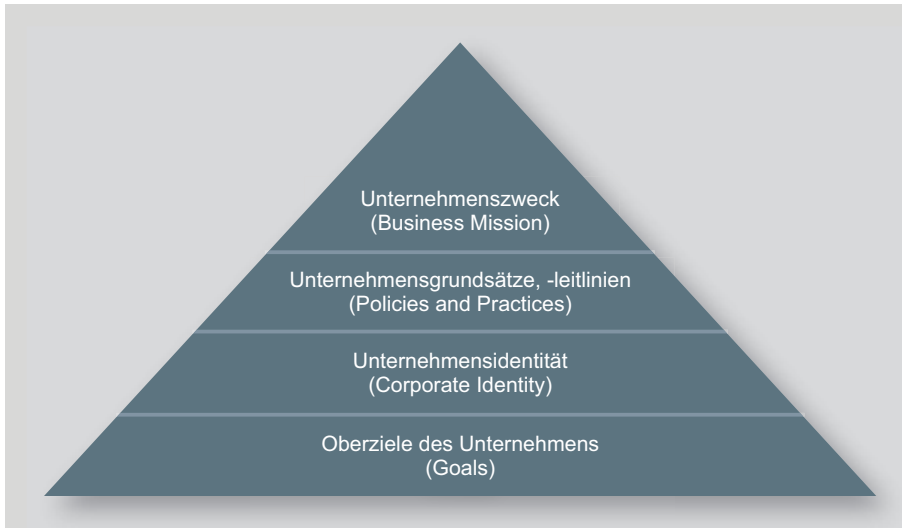 Unternehmenszweck
(Business Mission)
Unternehmensgrundsätze, -leitlinien
(Policies and Practices)
Unternehmensidentität
(Corporate Identity)
Oberziele des Unternehmens
(Goals)